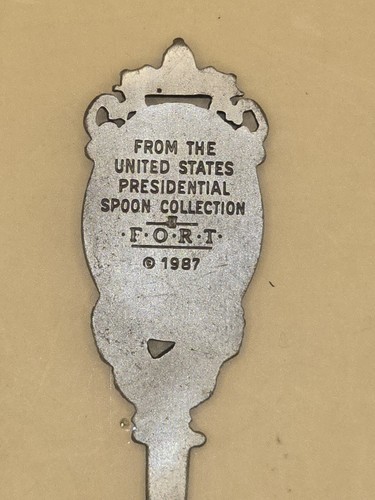 FROM THE
UNITED STATES
PRESIDENTIAL
SPOON COLLECTION
·F·O·R·T·
© 1987